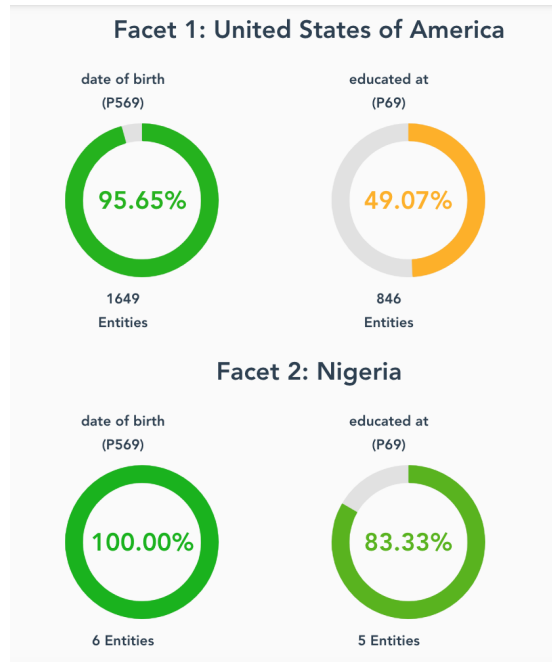 Facet 1: United States of America
date of birth
(P569)
95.65%
1649
Entities
educated at
(P69)
49.07%
846
Entities
Facet 2: Nigeria
date of birth
(P569)
100.00%
6 Entities
educated at
(P69)
83.33%
5 Entities